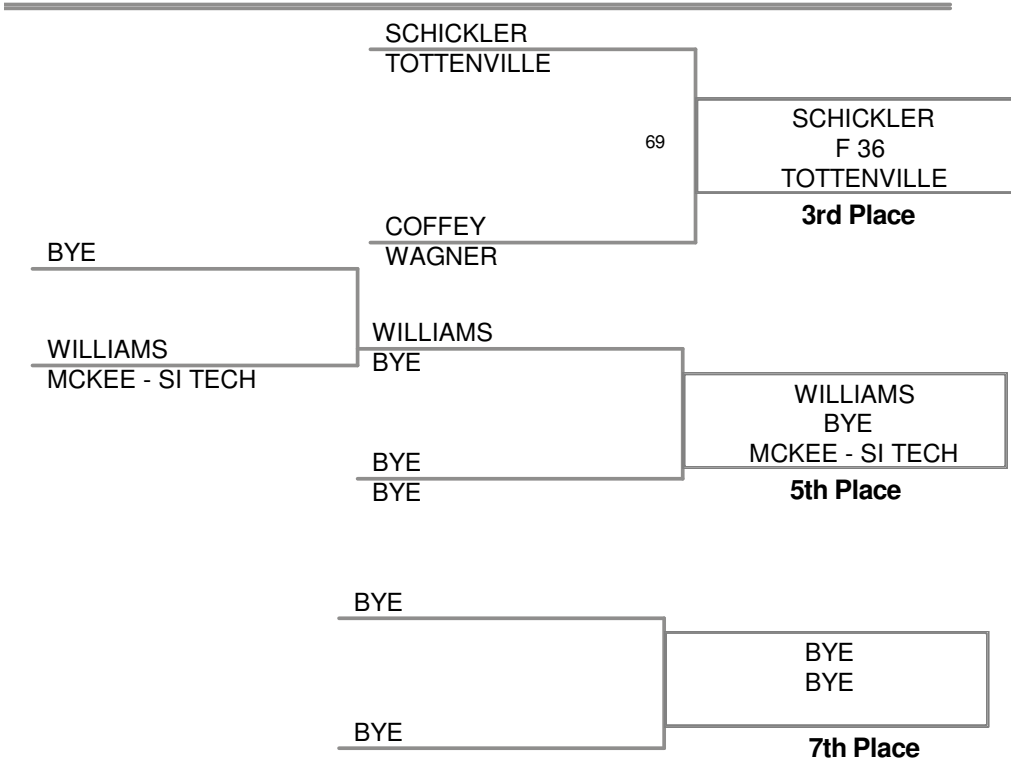 SCHICKLER
TOTTENVILLE
69
SCHICKLER
F 36
TOTTENVILLE
3rd Place
COFFEY
WAGNER
BYE
WILLIAMS
MCKEE - SI TECH
WILLIAMS
BYE
WILLIAMS
BYE
MCKEE - SI TECH
5th Place
BYE
BYE
BYE
BYE
BYE
7th Place
BYE